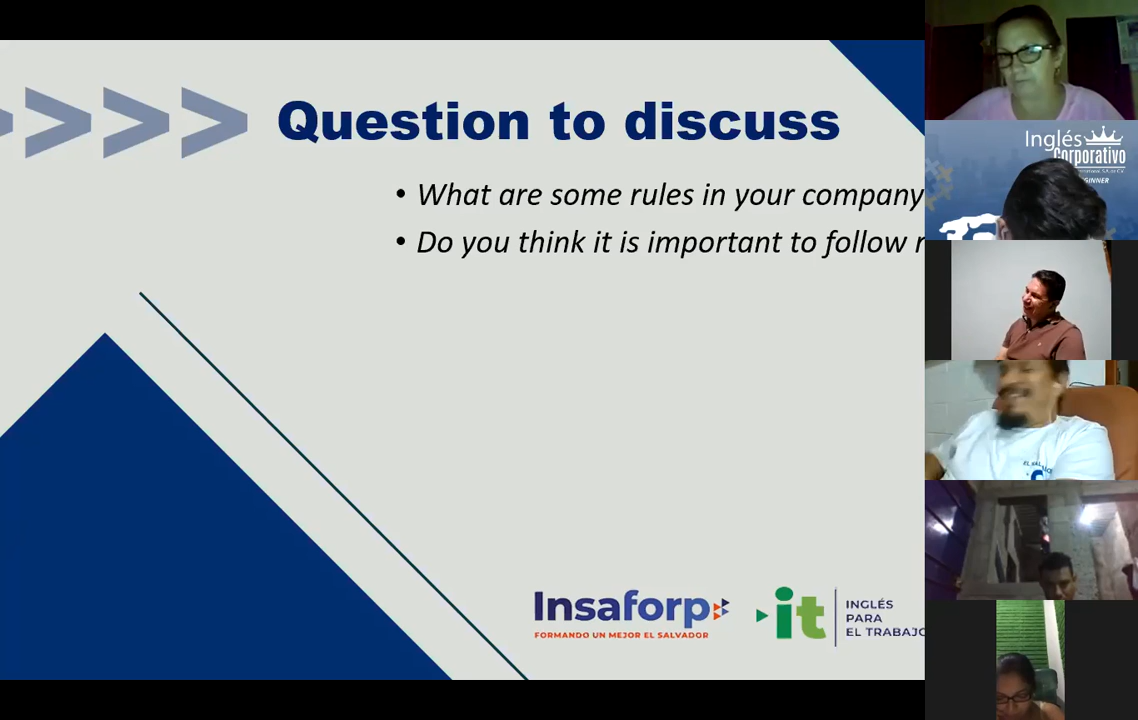 Question to discuss
• What are some rules in your company
• Do you think it is important to follow
Insaforp
FORMANDO UN MEJOR EL SALVADOR
it
INGLÉS
PARA
EL TRABAJO
Inglés
Corporativo